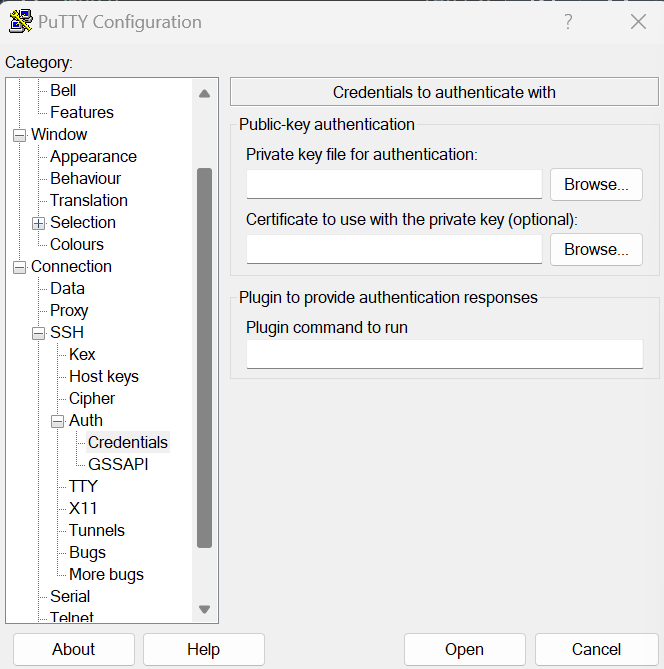 PuTTY Configuration
?
Category:
Bell
Features
Window
Appearance
Behaviour
Translation
Selection
Colours
Connection
Data
Proxy
SSH
Kex
Host keys
Cipher
Auth
Credentials
GSSAPI
TTY
X11
Tunnels
Bugs
More bugs
Serial
Telnet
Credentials to authenticate with
Public-key authentication
Private key file for authentication:
Browse...
Certificate to use with the private key (optional):
Browse...
Plugin to provide authentication responses
Plugin command to run
About
Help
Open
Cancel